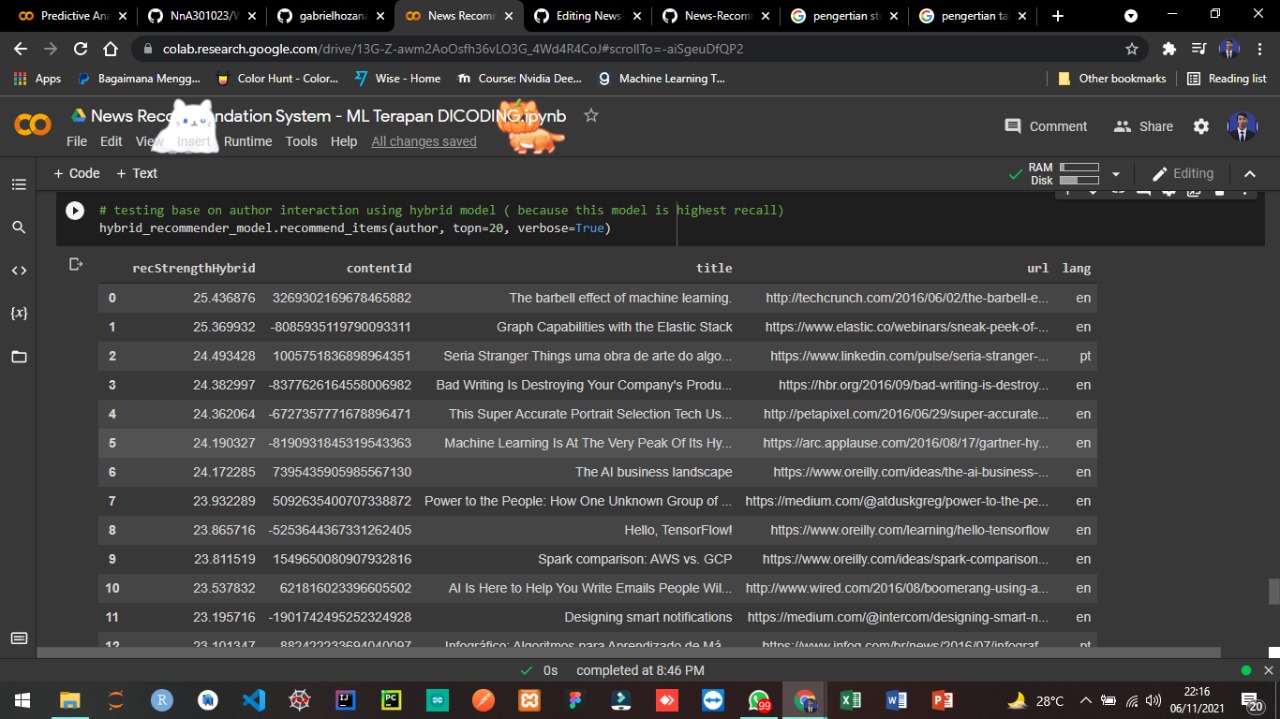 Predictive Ana
NnA301023/W
gabrielhozana
News Recomm
Editing News-
News-Recom
pengertian st
pengertian tal
colab.research.google.com/drive/13G-Z-awm2AoOsfh36vLO3G_4Wd4R4CoJ#scrollTo=-aiSgeuDfQP2
Apps
Bagaimana Mengg...
Color Hunt - Color...
Wise - Home
Course: Nvidia Dee...
Machine Learning T...
Other bookmarks
Reading list
News Recommendation System - ML Terapan DICODING.ipynb
File Edit View Insert Runtime Tools Help All changes saved
Comment Share
+ Code + Text
RAM
Disk
Editing
# testing base on author interaction using hybrid model ( because this model is highest recall)
hybrid_recommender_model.recommend_items(author, topn=20, verbose=True)
recStrengthHybrid contentId title url lang
0 25.436876 3269302169678465882 The barbell effect of machine learning. http://techcrunch.com/2016/06/02/the-barbell-e... en
1 25.369932 -8085935119790093311 Graph Capabilities with the Elastic Stack https://www.elastic.co/webinars/sneak-peek-of-... en
2 24.493428 1005751836898964351 Seria Stranger Things uma obra de arte do algo... https://www.linkedin.com/pulse/seria-stranger-... pt
3 24.382997 -8377626164558006982 Bad Writing Is Destroying Your Company's Produ... https://hbr.org/2016/09/bad-writing-is-destroy... en
4 24.362064 -6727357771678896471 This Super Accurate Portrait Selection Tech Us... http://petapixel.com/2016/06/29/super-accurate... en
5 24.190327 -8190931845319543363 Machine Learning Is At The Very Peak Of Its Hy... https://arc.applause.com/2016/08/17/gartner-hy... en
6 24.172285 7395435905985567130 The AI business landscape https://www.oreilly.com/ideas/the-ai-business-... en
7 23.932289 5092635400707338872 Power to the People: How One Unknown Group of ... https://medium.com/@atduskgreg/power-to-the-pe... en
8 23.865716 -5253644367331262405 Hello, TensorFlow! https://www.oreilly.com/learning/hello-tensorflow en
9 23.811519 1549650080907932816 Spark comparison: AWS vs. GCP https://www.oreilly.com/ideas/spark-comparison... en
10 23.537832 621816023396605502 AI Is Here to Help You Write Emails People Wil... http://www.wired.com/2016/08/boomerang-using-a... en
11 23.195716 -1901742495252324928 Designing smart notifications https://medium.com/@intercom/designing-smart-n... en
12 23.101347 882422233694040097 Infográfico: Algoritmos para Aprendizado de Má... https://www.infoq.com/br/news/2016/07/infograf... pt
0s completed at 8:46 PM
99
28°C
22:16
06/11/2021
20